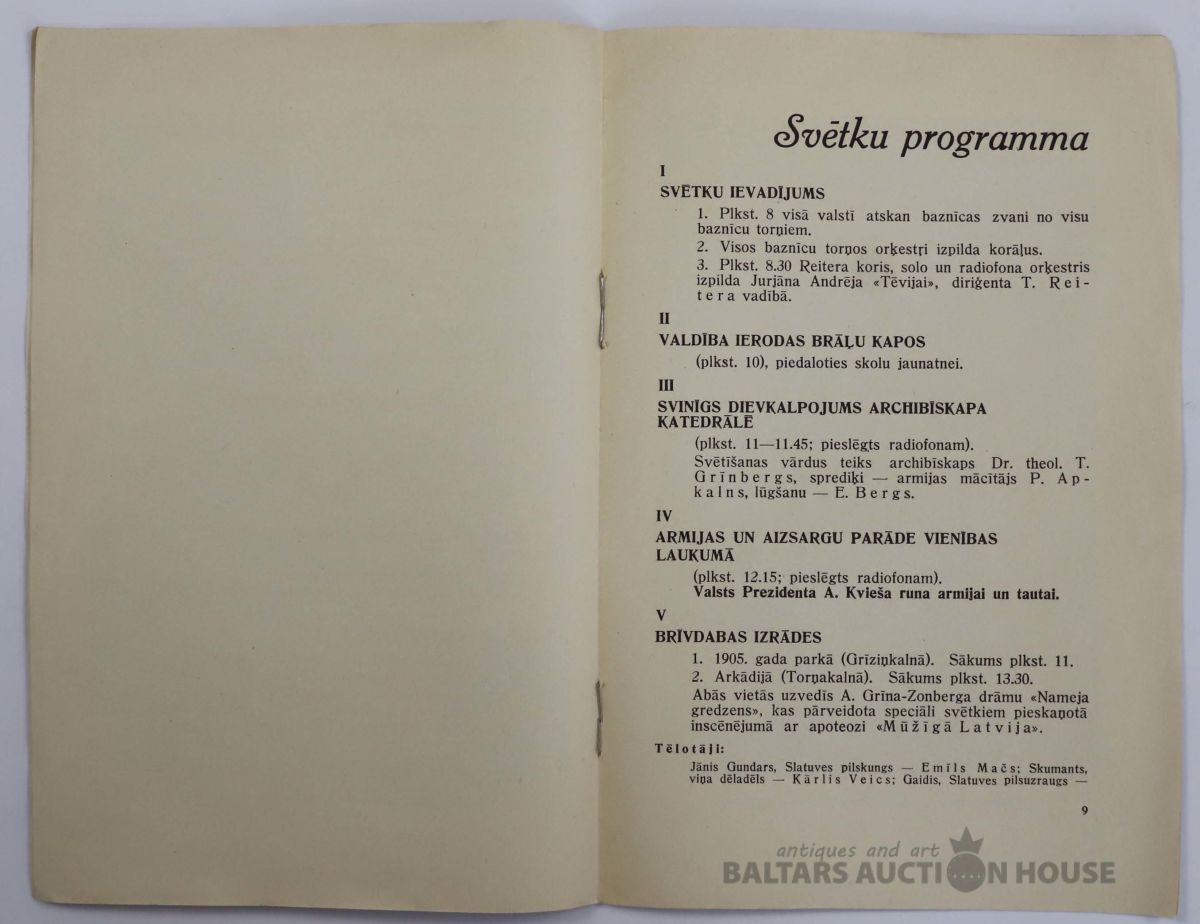 Svētku programma
I
SVĒTKU IEVADĪJUMS
1. Plkst. 8 visā valstī atskan baznīcas zvani no visu
baznīcu torņiem.
2. Visos baznīcu torņos orķestŗi izpilda korāļus.
3. Plkst. 8.30 Reitera koris, solo un radiofona orķestris
izpilda Jurjāna Andrēja «Tēvijai», diriģenta T. Rei-
tera vadībā.
II
VALDĪBA IERODAS BRĀĻU KAPOS
(plkst. 10), piedaloties skolu jaunatnei.
III
SVINĪGS DIEVKALPOJUMS ARCHIBĪSKAPA
KATEDRĀLĒ
(plkst. 11—11.45; pieslēgts radiofonam).
Svētīšanas vārdus teiks archibīskaps Dr. theol. T.
Grīnbergs, sprediķi — armijas mācītājs P. Ap-
kalns, lūgšanu — E. Bergs.
IV
ARMIJAS UN AIZSARGU PARĀDE VIENĪBAS
LAUKUMĀ
(plkst. 12.15; pieslēgts radiofonam).
Valsts Prezidenta A. Kvieša runa armijai un tautai.
V
BRĪVDABAS IZRĀDES
1. 1905. gada parkā (Grīziņkalnā). Sākums plkst. 11.
2. Arkādijā (Torņakalnā). Sākums plkst. 13.30.
Abās vietās uzvedīs A. Grīna-Zonberga drāmu «Nameja
gredzens», kas pārveidota speciāli svētkiem pieskaņotā
inscēnējumā ar apoteozi «Mūžīgā Latvija».
Tēlotāji:
Jānis Gundars, Slatuves pilskungs — Emīls Mačs; Skumants,
viņa dēladēls — Kārlis Veics; Gaidis, Slatuves pilsuzraugs —
9
antiques and art
BALTARS AUCTION HOUSE